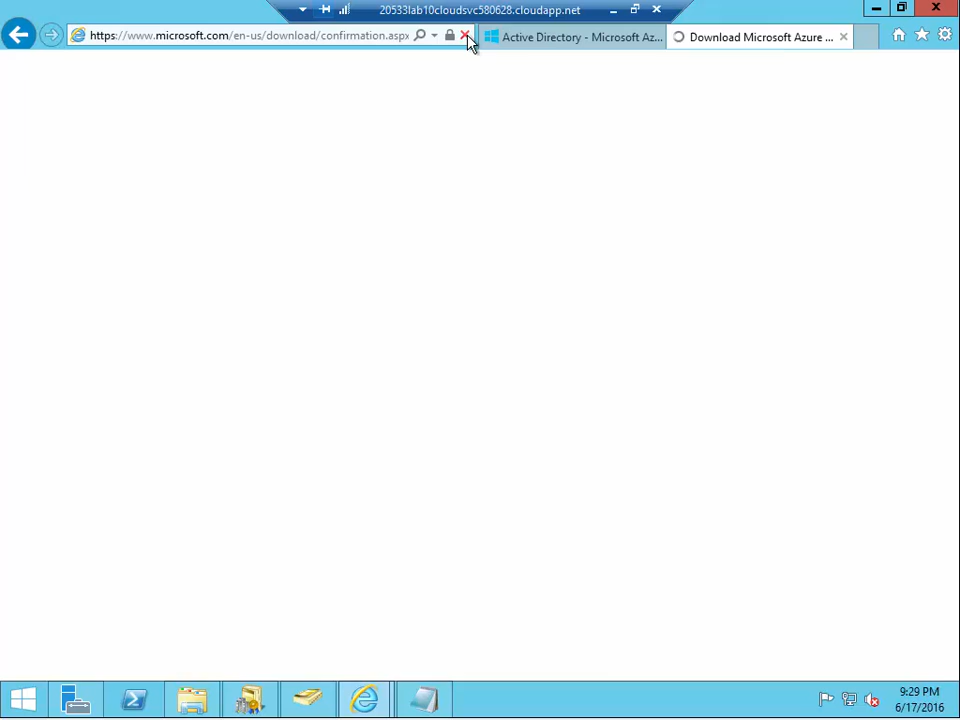 20533lab10cloudsvc580628.cloudapp.net
https://www.microsoft.com/en-us/download/confirmation.aspx
Active Directory - Microsoft Az...
Download Microsoft Azure ...
9:29 PM
6/17/2016